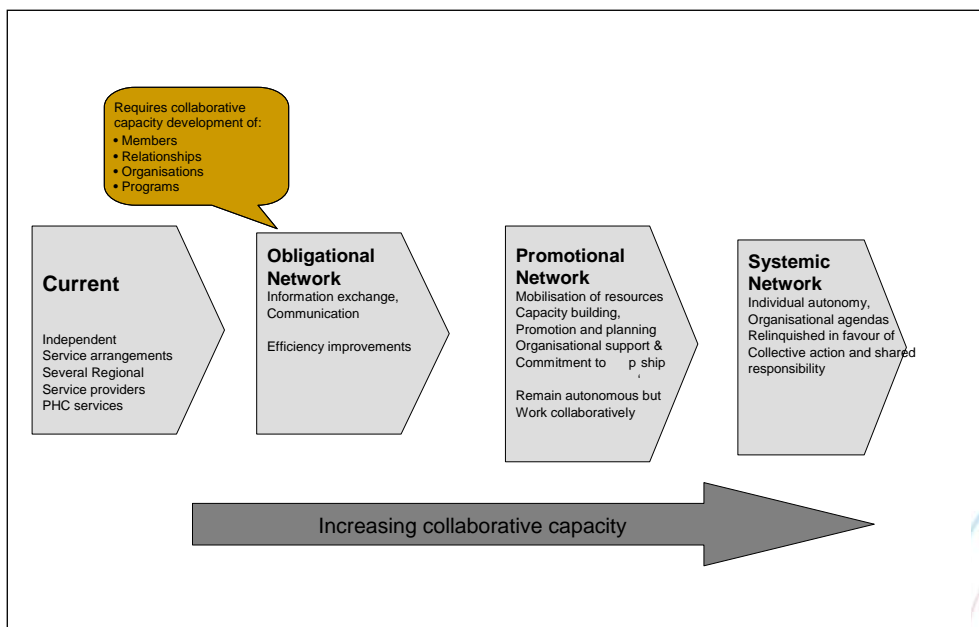 Requires collaborative
capacity development of:
• Members
• Relationships
• Organisations
• Programs
Current
Independent
Service arrangements
Several Regional
Service providers
PHC services
Obligational
Network
Information exchange,
Communication
Efficiency improvements
Promotional
Network
Mobilisation of resources
Capacity building,
Promotion and planning
Organisational support &
Commitment to
Remain autonomous but
Work collaboratively
Systemic
Network
Individual autonomy,
Organisational agendas
Relinquished in favour of
Collective action and shared
responsibility
Increasing collaborative capacity